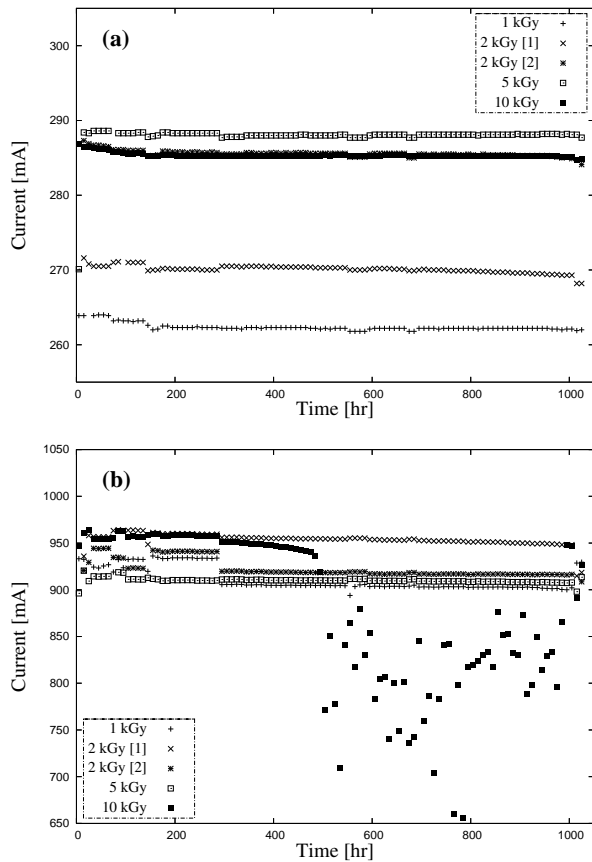 305
300
290
280
270
260
Current [mA]
(a)
1 kGy
2 kGy [1]
2 kGy [2]
5 kGy
10 kGy
0
200
400
600
800
1000
Time [hr]
1050
1000
950
900
850
800
750
700
650
Current [mA]
(b)
1 kGy
2 kGy [1]
2 kGy [2]
5 kGy
10 kGy
0
200
400
600
800
1000
Time [hr]